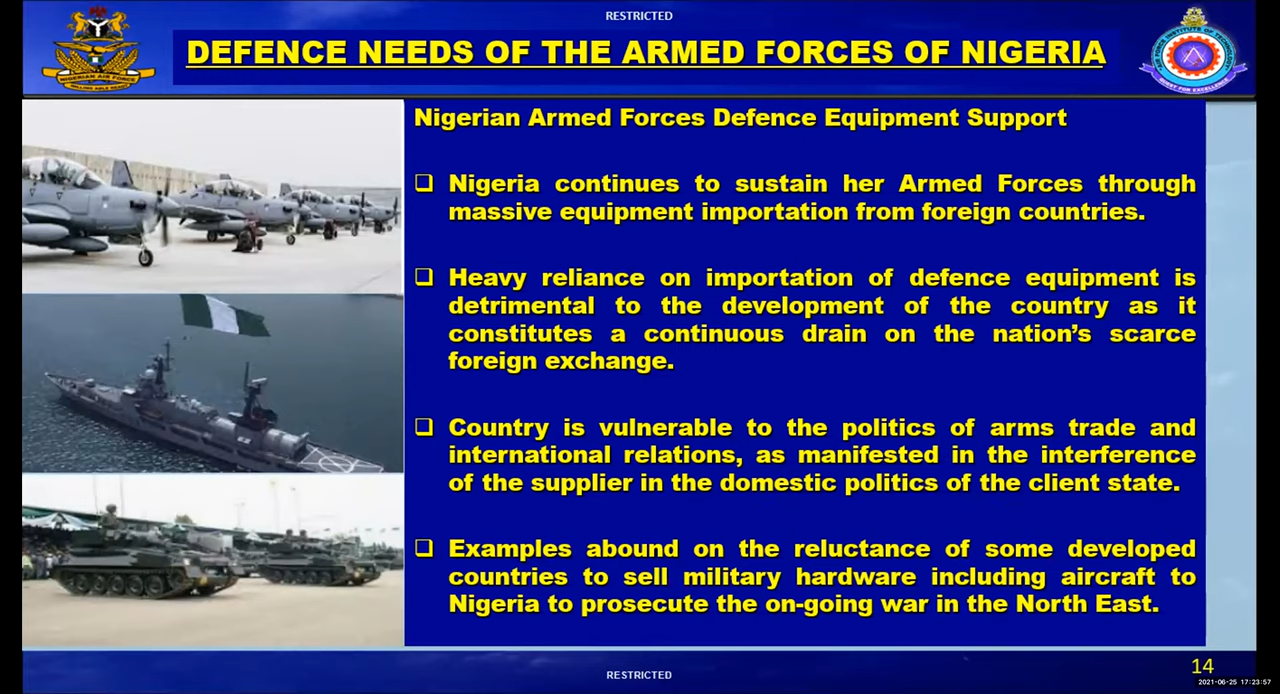 RESTRICTED
DEFENCE NEEDS OF THE ARMED FORCES OF NIGERIA
NIGERIAN AIR FORCE
Nigerian Armed Forces Defence Equipment Support
❑ Nigeria continues to sustain her Armed Forces through
massive equipment importation from foreign countries.
❑ Heavy reliance on importation of defence equipment is
detrimental to the development of the country as it
constitutes a continuous drain on the nation's scarce
foreign exchange.
❑ Country is vulnerable to the politics of arms trade and
international relations, as manifested in the interference
of the supplier in the domestic politics of the client state.
❑ Examples abound on the reluctance of some developed
countries to sell military hardware including aircraft to
Nigeria to prosecute the on-going war in the North East.
RESTRICTED
14
2021-06-25 17:23:57